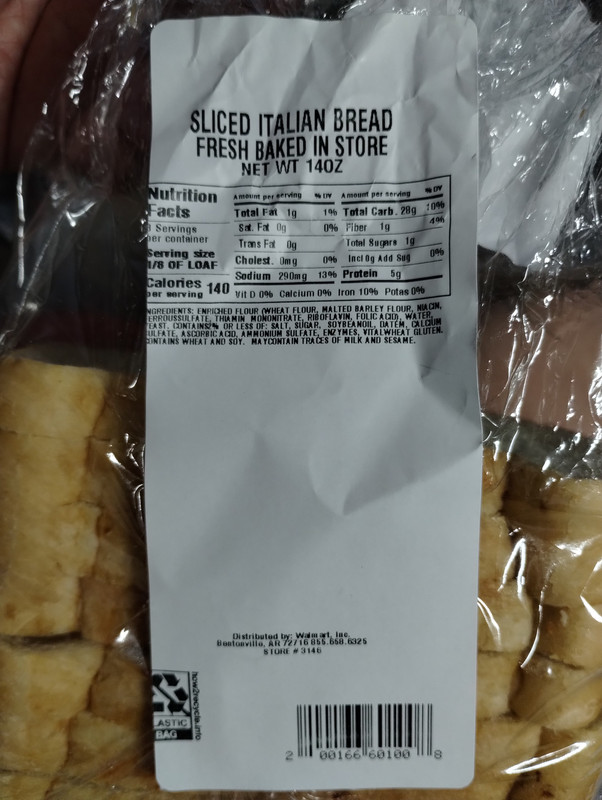 SLICED ITALIAN BREAD
FRESH BAKED IN STORE
NET WT 14OZ
Nutrition Facts
Servings per container
Serving size
1/8 OF LOAF
Calories per serving 140
Amount per serving % DV
Total Fat 1g 1%
Sat. Fat 0g 0%
Trans Fat 0g
Cholest. 0mg 0%
Sodium 290mg 13%
Amount per serving % DV
Total Carb. 28g 10%
Fiber 1g 4%
Total Sugars 1g
Incl 0g Add Sug 0%
Protein 5g
Vit D 0% Calcium 0% Iron 10% Potas 0%
INGREDIENTS: ENRICHED FLOUR (WHEAT FLOUR, MALTED BARLEY FLOUR, NIACIN,
FERROUS SULFATE, THIAMIN MONONITRATE, RIBOFLAVIN, FOLIC ACID), WATER,
YEAST, CONTAINS 2% OR LESS OF: SALT, SUGAR, SOYBEAN OIL, DATEM, CALCIUM
SULFATE, ASCORBIC ACID, AMMONIUM SULFATE, ENZYMES, VITAL WHEAT GLUTEN.
CONTAINS WHEAT AND SOY. MAY CONTAIN TRACES OF MILK AND SESAME.
Distributed by: Walmart, Inc.
Bentonville, AR 72716 855.658.6325
STORE # 3146
how2recycle.info
PLASTIC
BAG
2 00166 60100 8